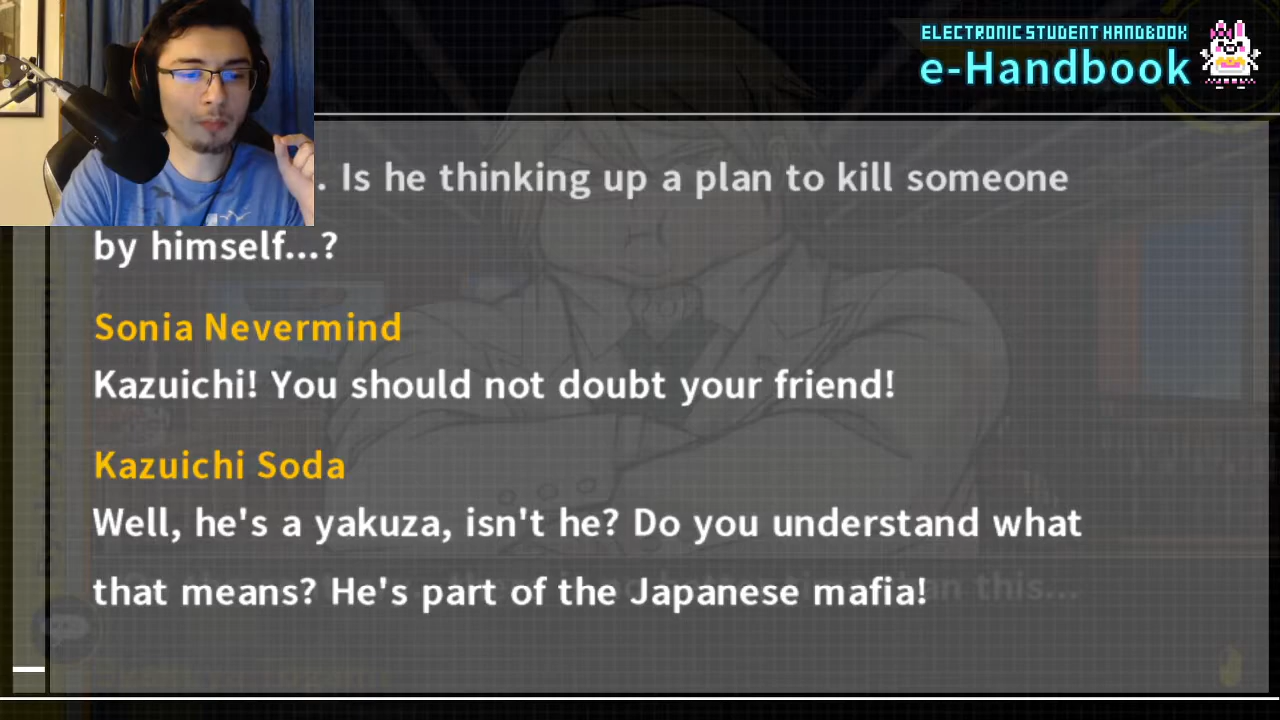 ELECTRONIC STUDENT HANDBOOK
e-Handbook
. Is he thinking up a plan to kill someone
by himself...?
Sonia Nevermind
Kazuichi! You should not doubt your friend!
Kazuichi Soda
Well, he's a yakuza, isn't he? Do you understand what
that means? He's part of the Japanese mafia!
this...